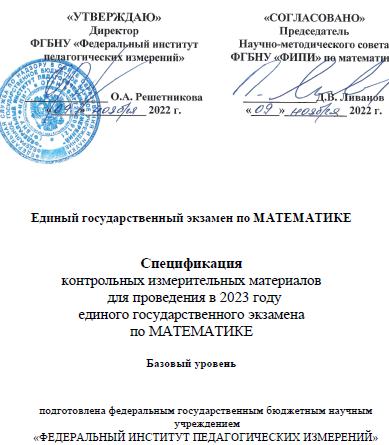 «УТВЕРЖДАЮ»
Директор
ФГБНУ «Федеральный институт
педагогических измерений»
О.А. Решетникова
«09» ноября 2022 г.
«СОГЛАСОВАНО»
Председатель
Научно-методического совета
ФГБНУ «ФИПИ» по математи
Д.В. Ливанов
«09» ноября 2022 г.
Единый государственный экзамен по МАТЕМАТИКЕ
Спецификация
контрольных измерительных материалов
для проведения в 2023 году
единого государственного экзамена
по МАТЕМАТИКЕ
Базовый уровень
подготовлена федеральным государственным бюджетным научным
учреждением
«ФЕДЕРАЛЬНЫЙ ИНСТИТУТ ПЕДАГОГИЧЕСКИХ ИЗМЕРЕНИЙ»